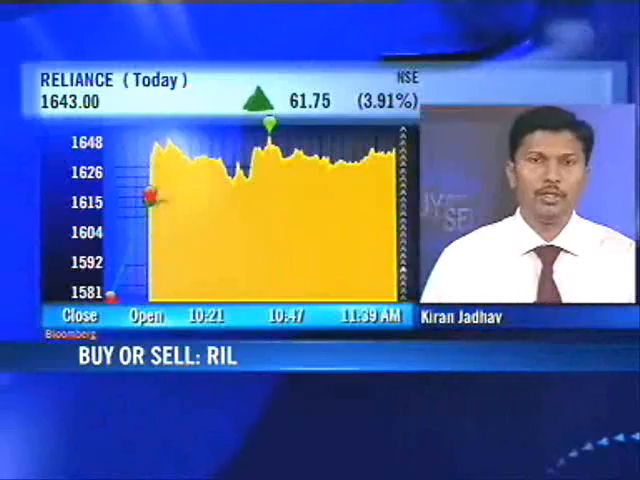 RELIANCE ( Today )
NSE
1643.00
61.75
(3.91%)
1648
1626
1615
1604
1592
1581
Close
Open
10:21
10:47
11:39 AM
Kiran Jadhav
Bloomberg
BUY OR SELL: RIL